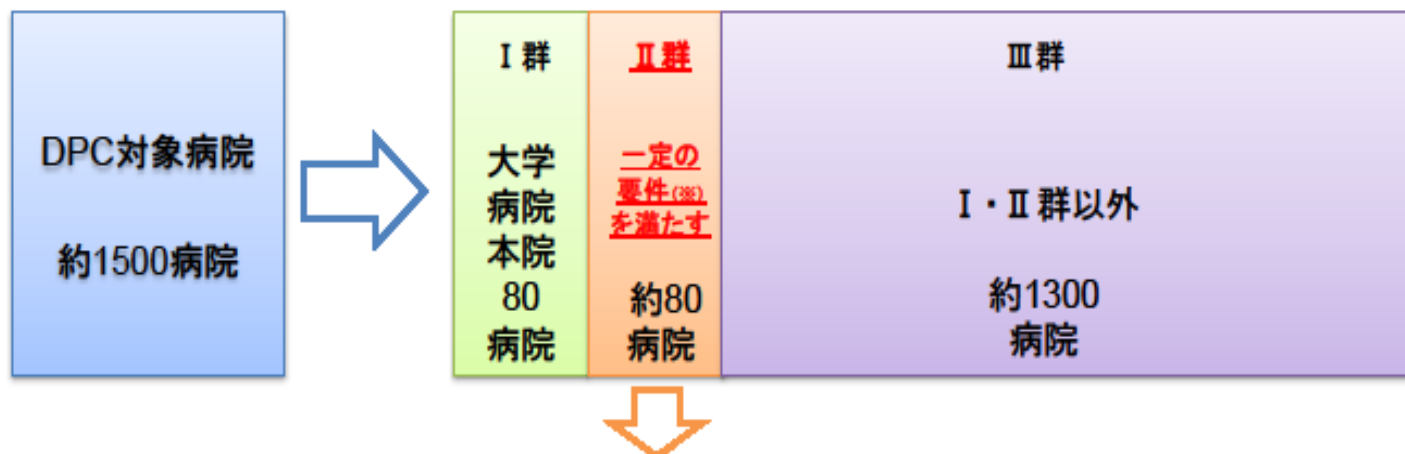 DPC対象病院
約1500病院
Ⅰ群
大学
病院
本院
80
病院
Ⅱ群
一定の
要件(※)
を満たす
約80
病院
Ⅲ群
Ⅰ・Ⅱ群以外
約1300
病院